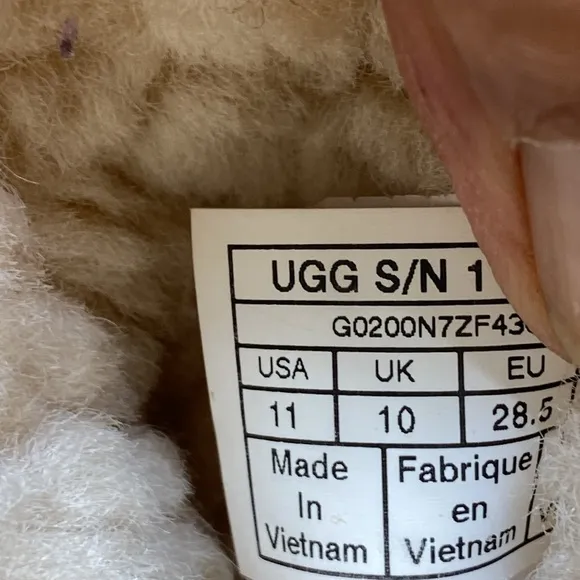 UGG S/N 1
G0200N7ZF43
USA UK EU
11 10 28.5
Made Fabrique
In en
Vietnam Vietnam